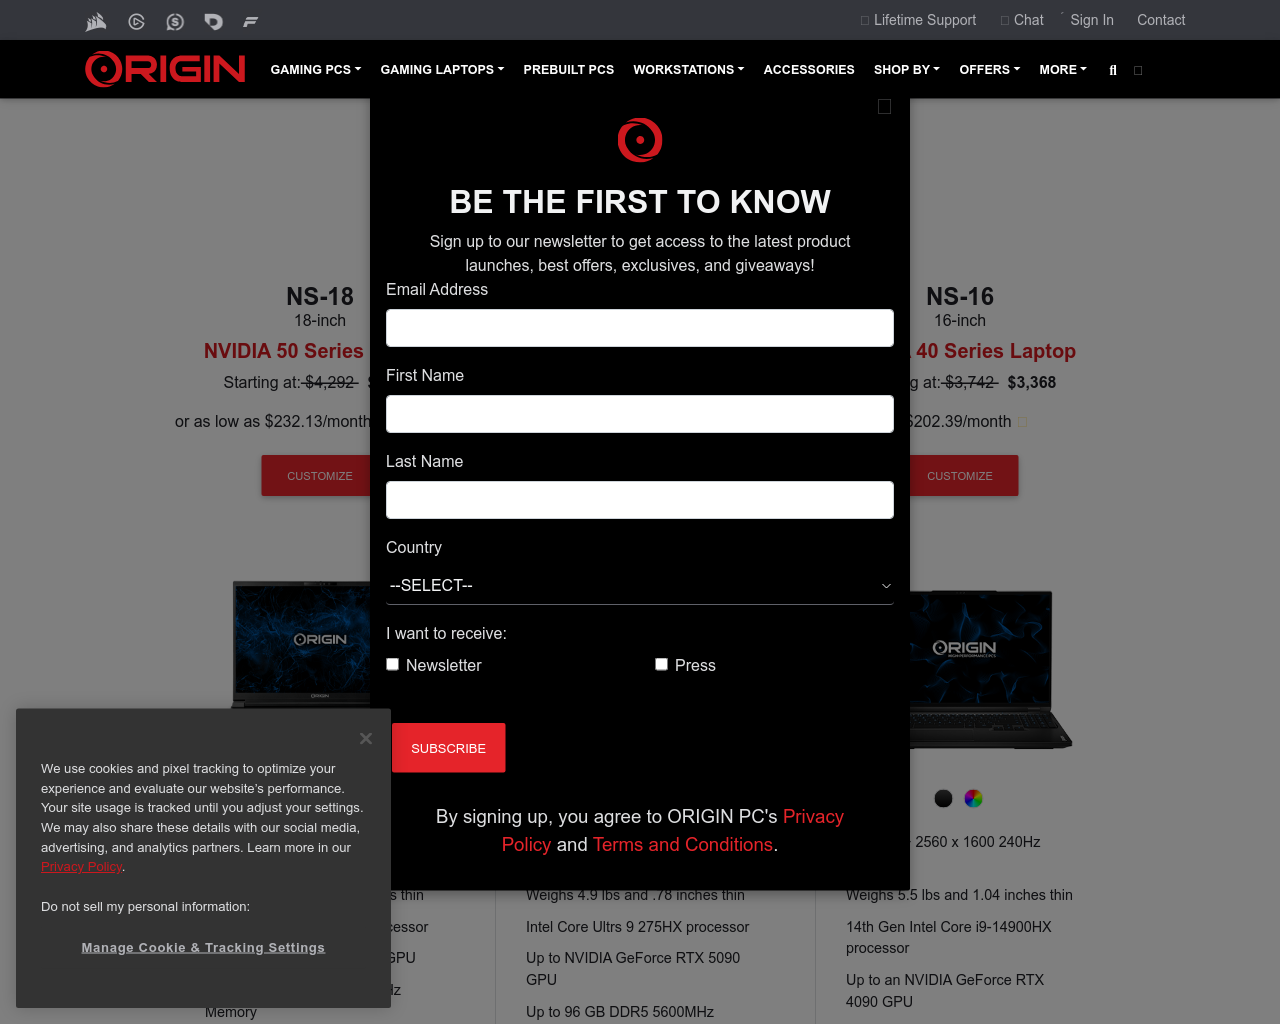 Lifetime Support Chat Sign In Contact
ORIGIN GAMING PCS GAMING LAPTOPS PREBUILT PCS WORKSTATIONS ACCESSORIES SHOP BY OFFERS MORE
BE THE FIRST TO KNOW
Sign up to our newsletter to get access to the latest product
launches, best offers, exclusives, and giveaways!
Email Address
First Name
Last Name
Country
--SELECT--
I want to receive:
Newsletter Press
SUBSCRIBE
By signing up, you agree to ORIGIN PC's Privacy
Policy and Terms and Conditions.
NS-18
18-inch
NVIDIA 50 Series
Starting at: $4,292
or as low as $232.13/month
CUSTOMIZE
ORIGIN
ORIGIN
NS-16
16-inch
40 Series Laptop
at: $3,742 $3,368
$202.39/month
CUSTOMIZE
ORIGIN
2560 x 1600 240Hz
We use cookies and pixel tracking to optimize your
experience and evaluate our website's performance.
Your site usage is tracked until you adjust your settings.
We may also share these details with our social media,
advertising, and analytics partners. Learn more in our
Privacy Policy.
Do not sell my personal information:
Manage Cookie & Tracking Settings
thin
GPU
Memory
Weighs 4.9 lbs and .78 inches thin
Intel Core Ultrs 9 275HX processor
Up to NVIDIA GeForce RTX 5090
GPU
Up to 96 GB DDR5 5600MHz
Weighs 5.5 lbs and 1.04 inches thin
14th Gen Intel Core i9-14900HX
processor
Up to an NVIDIA GeForce RTX
4090 GPU